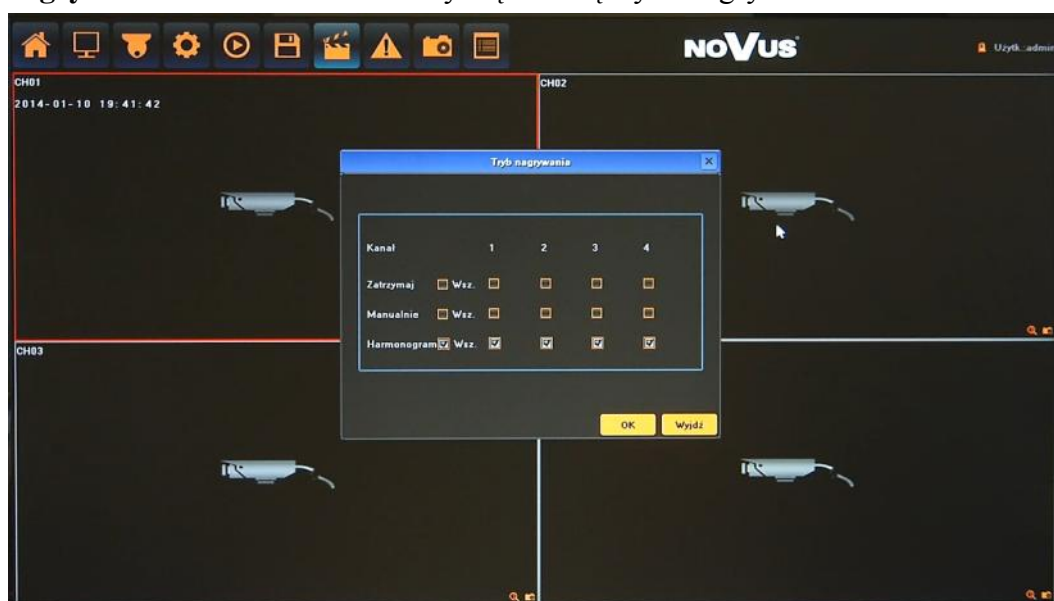 NOVUS
Użytk.:admin
CH01
CH02
2014-01-10 19:41:42
Tryb nagrywania
Kanał 1 2 3 4
Zatrzymaj Wsz.
Manualnie Wsz.
Harmonogram Wsz.
OK Wyjdź
CH03